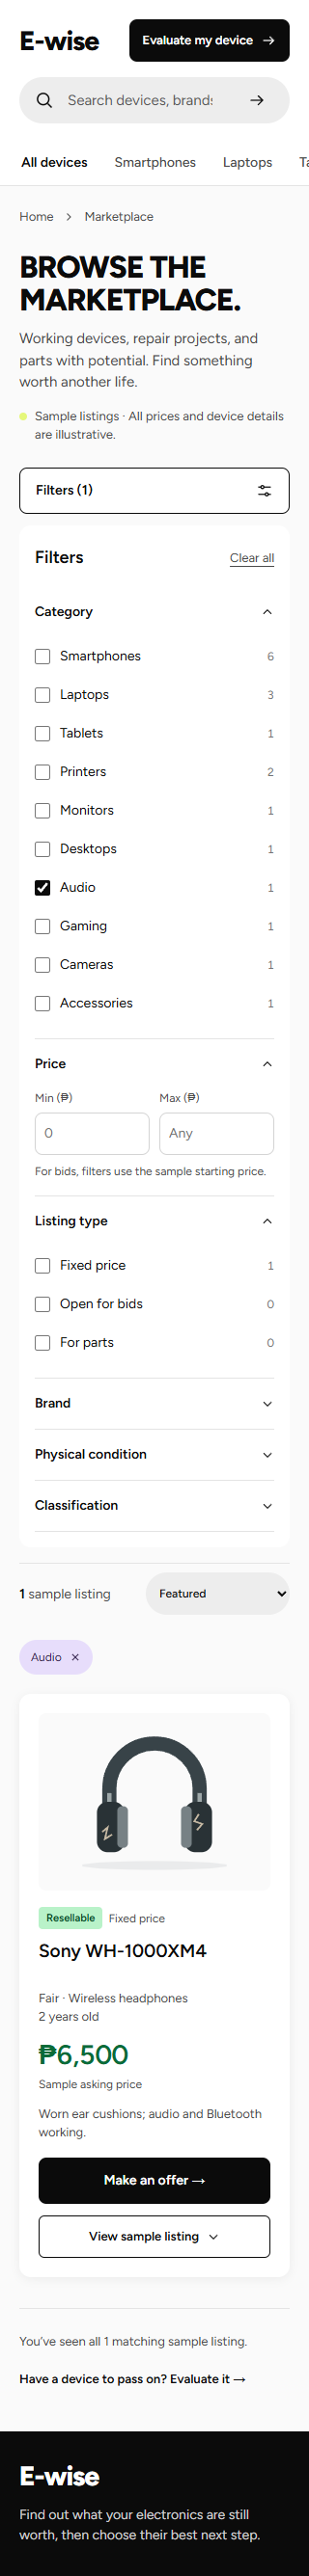 E-wise
Evaluate my device →
Search devices, brands
All devices Smartphones Laptops Ta
Home > Marketplace
BROWSE THE
MARKETPLACE.
Working devices, repair projects, and
parts with potential. Find something
worth another life.
Sample listings · All prices and device details
are illustrative.
Filters (1)
Filters Clear all
Category
Smartphones 6
Laptops 3
Tablets 1
Printers 2
Monitors 1
Desktops 1
Audio 1
Gaming 1
Cameras 1
Accessories 1
Price
Min (₱) Max (₱)
0 Any
For bids, filters use the sample starting price.
Listing type
Fixed price 1
Open for bids 0
For parts 0
Brand
Physical condition
Classification
1 sample listing Featured
Audio ×
Resellable Fixed price
Sony WH-1000XM4
Fair · Wireless headphones
2 years old
₱6,500
Sample asking price
Worn ear cushions; audio and Bluetooth
working.
Make an offer →
View sample listing
You've seen all 1 matching sample listing.
Have a device to pass on? Evaluate it →
E-wise
Find out what your electronics are still
worth, then choose their best next step.